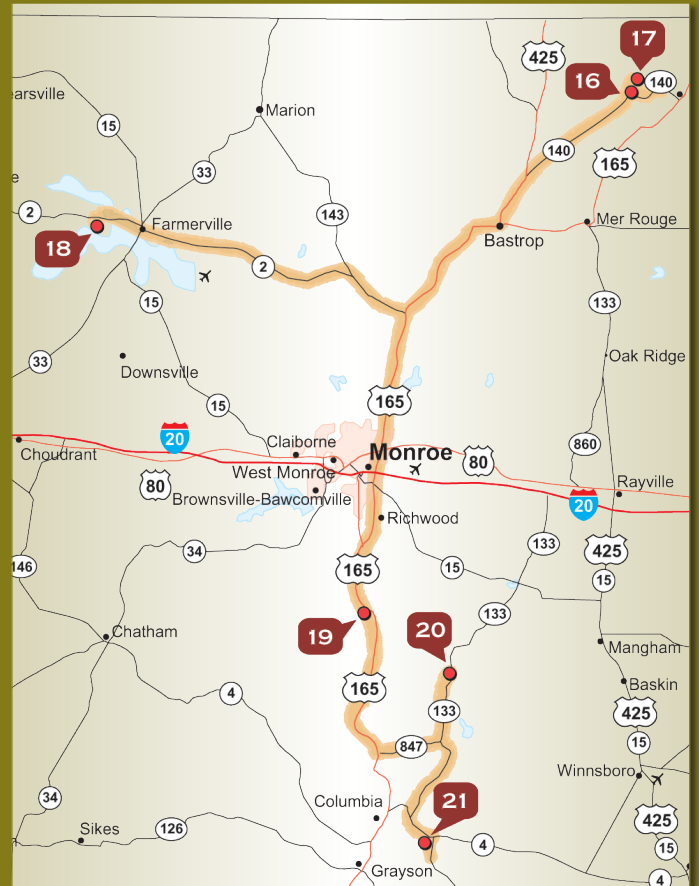 17
425
16
140
earsville
Marion
15
140
165
33
143
2
Farmerville
Mer Rouge
Bastrop
18
2
133
15
Oak Ridge
33
Downsville
165
15
20
Claiborne
860
Choudrant
Monroe
West Monroe
80
80
Rayville
Brownsville-Bawcomville
20
Richwood
133
34
425
165
15
146
15
133
19
20
Chatham
Mangham
165
Baskin
4
133
425
847
15
Winnsboro
34
21
Columbia
425
126
Sikes
4
15
Grayson
4